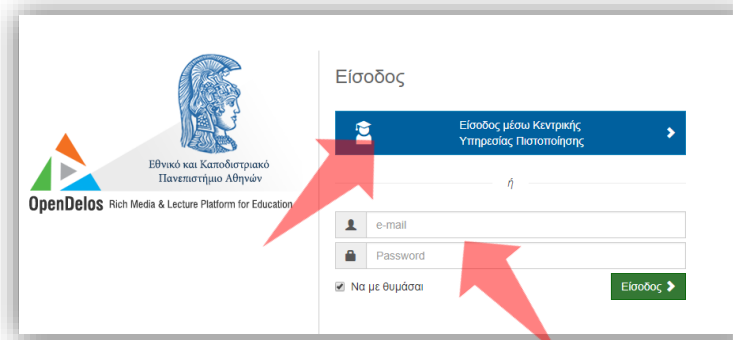 Εθνικό και Καποδιστριακό
Πανεπιστήμιο Αθηνών
OpenDelos Rich Media & Lecture Platform for Education
Είσοδος
Είσοδος μέσω Κεντρικής
Υπηρεσίας Πιστοποίησης
ή
e-mail
Password
Να με θυμάσαι
Είσοδος